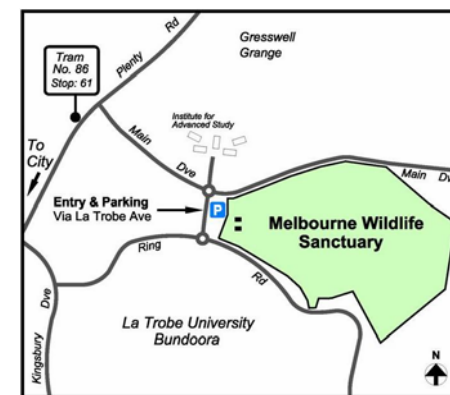 Tram
No. 86
Stop: 61
Plenty
Rd
Gresswell
Grange
Institute for
Advanced Study
Main
Dve
To
City
Entry & Parking
Via La Trobe Ave
P
Main
Dve
Melbourne Wildlife
Sanctuary
Ring
Rd
La Trobe University
Bundoora
Kingsbury
Dve
N